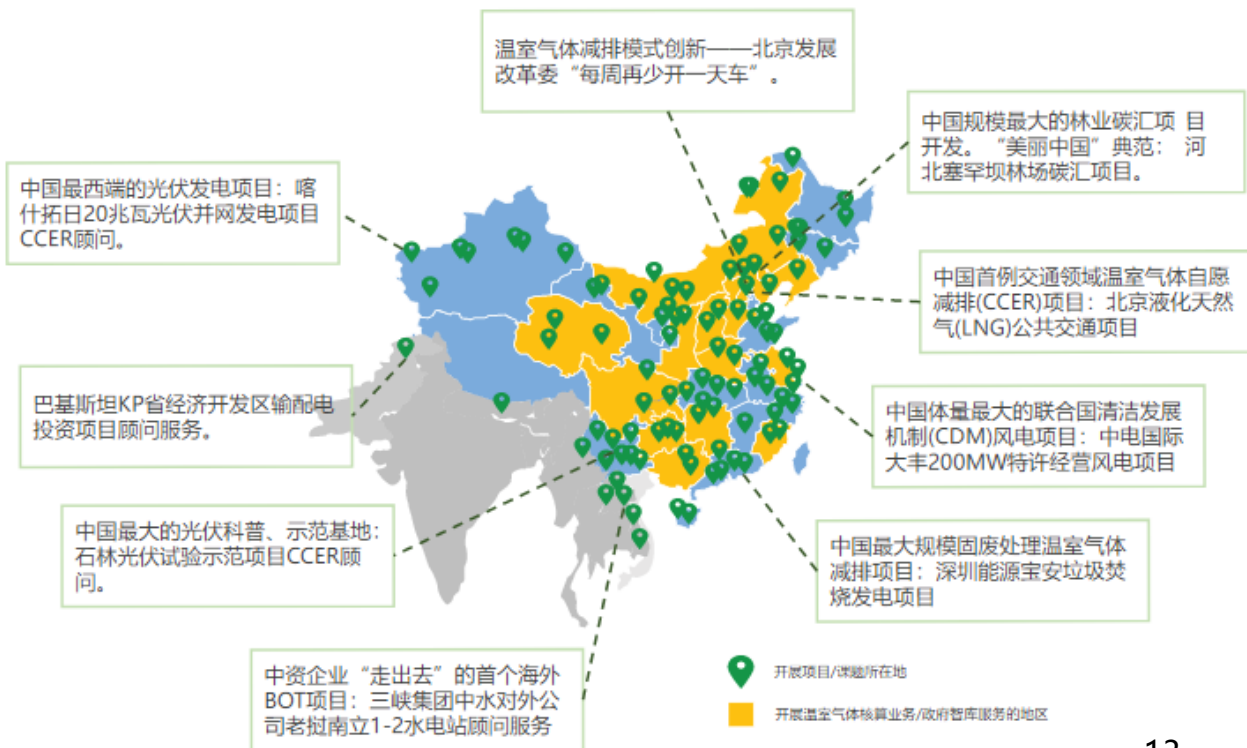 温室气体减排模式创新——北京发展
改革委“每周再少开一天车”。
中国规模最大的林业碳汇项 目
开发。“美丽中国”典范： 河
北塞罕坝林场碳汇项目。
中国最西端的光伏发电项目：喀
什拓日20兆瓦光伏并网发电项目
CCER顾问。
中国首例交通领域温室气体自愿
减排(CCER)项目：北京液化天然
气(LNG)公共交通项目
巴基斯坦KP省经济开发区输配电
投资项目顾问服务。
中国体量最大的联合国清洁发展
机制(CDM)风电项目：中电国际
大丰200MW特许经营风电项目
中国最大的光伏科普、示范基地：
石林光伏试验示范项目CCER顾
问。
中国最大规模固废处理温室气体
减排项目：深圳能源宝安垃圾焚
烧发电项目
中资企业“走出去”的首个海外
BOT项目：三峡集团中水对外公
司老挝南立1-2水电站顾问服务
开展项目/课题所在地
开展温室气体核算业务/政府智库服务的地区